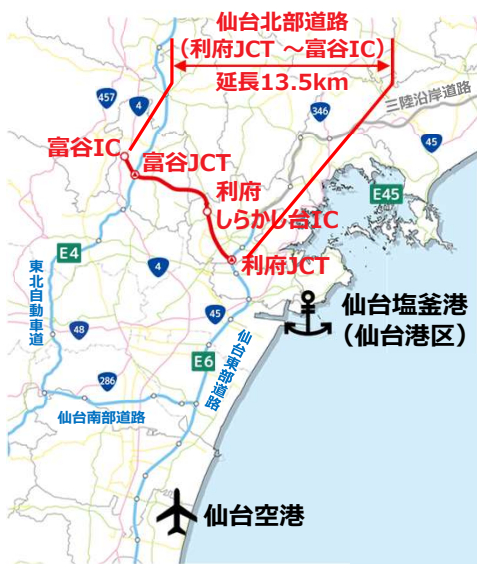 仙台北部道路
(利府JCT ～富谷IC)
延長13.5km
457
4
346
三陸沿岸道路
45
富谷IC
富谷JCT
利府
しらかし台IC
E45
E4
4
利府JCT
東北自動車道
仙台塩釜港
(仙台港区)
45
48
E6
仙台東部道路
286
仙台南部道路
仙台空港